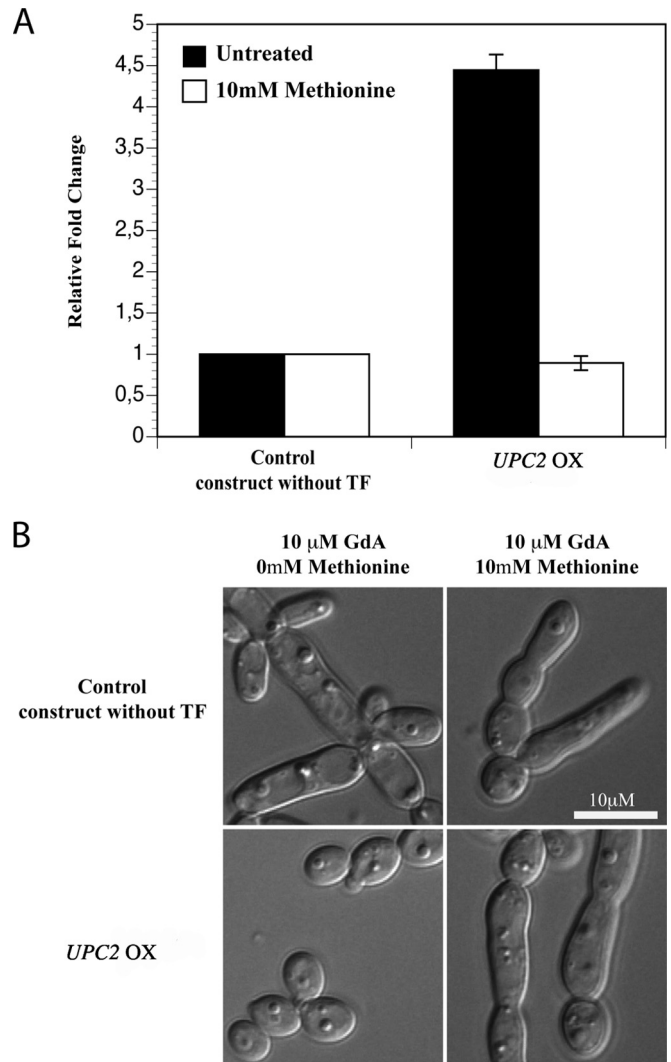 A
Relative Fold Change
5
4,5
4
3,5
3
2,5
2
1,5
1
0,5
0
Untreated
10mM Methionine
Control
construct without TF
UPC2 OX
B
10 μM GdA
0mM Methionine
10 μM GdA
10mM Methionine
Control
construct without TF
10μM
UPC2 OX